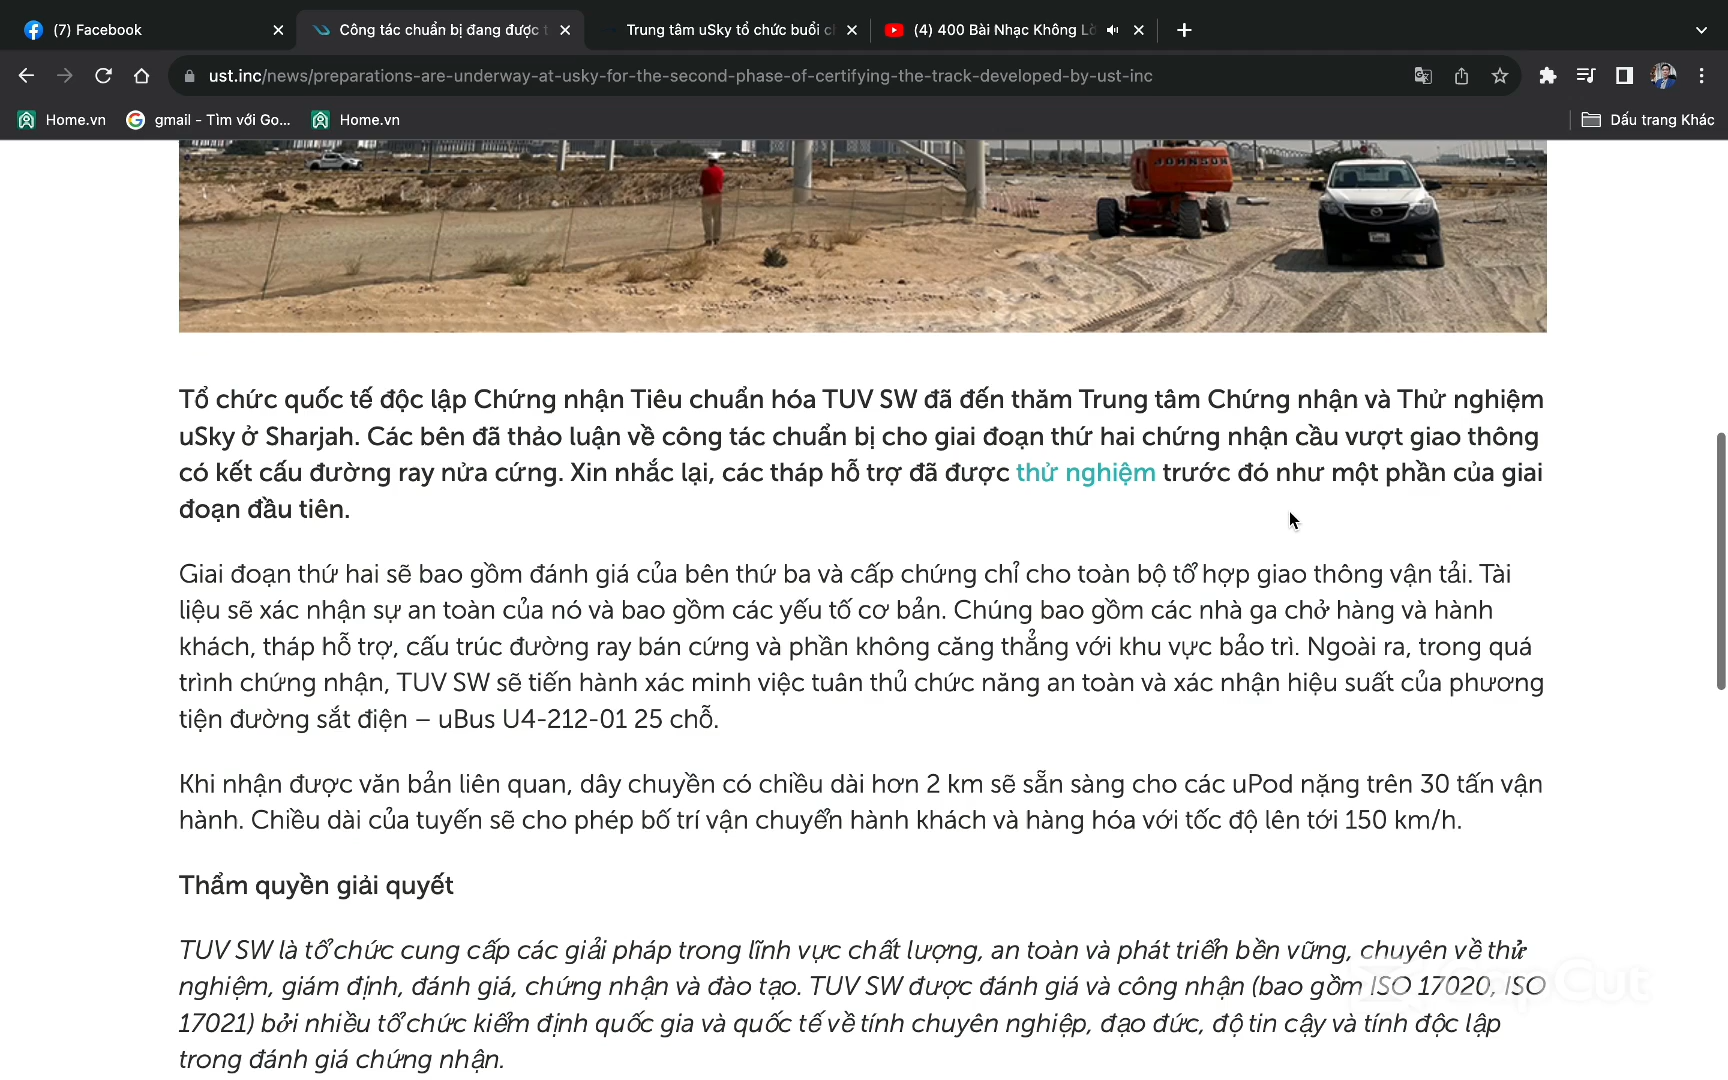 (7) Facebook
Công tác chuẩn bị đang được t
Trung tâm uSky tổ chức buổi c
(4) 400 Bài Nhạc Không Lờ
ust.inc/news/preparations-are-underway-at-usky-for-the-second-phase-of-certifying-the-track-developed-by-ust-inc
Home.vn
gmail - Tìm với Go...
Home.vn
Dấu trang Khác
JOHNSON
Tổ chức quốc tế độc lập Chứng nhận Tiêu chuẩn hóa TUV SW đã đến thăm Trung tâm Chứng nhận và Thử nghiệm
uSky ở Sharjah. Các bên đã thảo luận về công tác chuẩn bị cho giai đoạn thứ hai chứng nhận cầu vượt giao thông
có kết cấu đường ray nửa cứng. Xin nhắc lại, các tháp hỗ trợ đã được thử nghiệm trước đó như một phần của giai
đoạn đầu tiên.
Giai đoạn thứ hai sẽ bao gồm đánh giá của bên thứ ba và cấp chứng chỉ cho toàn bộ tổ hợp giao thông vận tải. Tài
liệu sẽ xác nhận sự an toàn của nó và bao gồm các yếu tố cơ bản. Chúng bao gồm các nhà ga chở hàng và hành
khách, tháp hỗ trợ, cấu trúc đường ray bán cứng và phần không căng thẳng với khu vực bảo trì. Ngoài ra, trong quá
trình chứng nhận, TUV SW sẽ tiến hành xác minh việc tuân thủ chức năng an toàn và xác nhận hiệu suất của phương
tiện đường sắt điện – uBus U4-212-01 25 chỗ.
Khi nhận được văn bản liên quan, dây chuyền có chiều dài hơn 2 km sẽ sẵn sàng cho các uPod nặng trên 30 tấn vận
hành. Chiều dài của tuyến sẽ cho phép bố trí vận chuyển hành khách và hàng hóa với tốc độ lên tới 150 km/h.
Thẩm quyền giải quyết
TUV SW là tổ chức cung cấp các giải pháp trong lĩnh vực chất lượng, an toàn và phát triển bền vững, chuyên về thử
nghiệm, giám định, đánh giá, chứng nhận và đào tạo. TUV SW được đánh giá và công nhận (bao gồm ISO 17020, ISO
17021) bởi nhiều tổ chức kiểm định quốc gia và quốc tế về tính chuyên nghiệp, đạo đức, độ tin cậy và tính độc lập
trong đánh giá chứng nhận.
CapCut